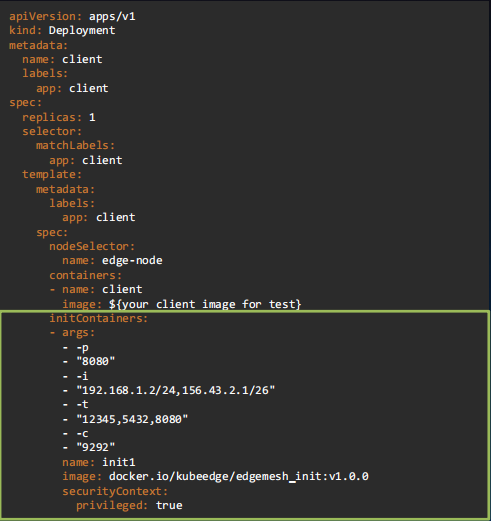 apiVersion: apps/v1
kind: Deployment
metadata:
  name: client
  labels:
    app: client
spec:
  replicas: 1
  selector:
    matchLabels:
      app: client
  template:
    metadata:
      labels:
        app: client
    spec:
      nodeSelector:
        name: edge-node
      containers:
      - name: client
        image: ${your client image for test}
      initContainers:
      - args:
        - -p
        - "8080"
        - -i
        - "192.168.1.2/24,156.43.2.1/26"
        - -t
        - "12345,5432,8080"
        - -c
        - "9292"
        name: init1
        image: docker.io/kubeedge/edgemesh_init:v1.0.0
        securityContext:
          privileged: true